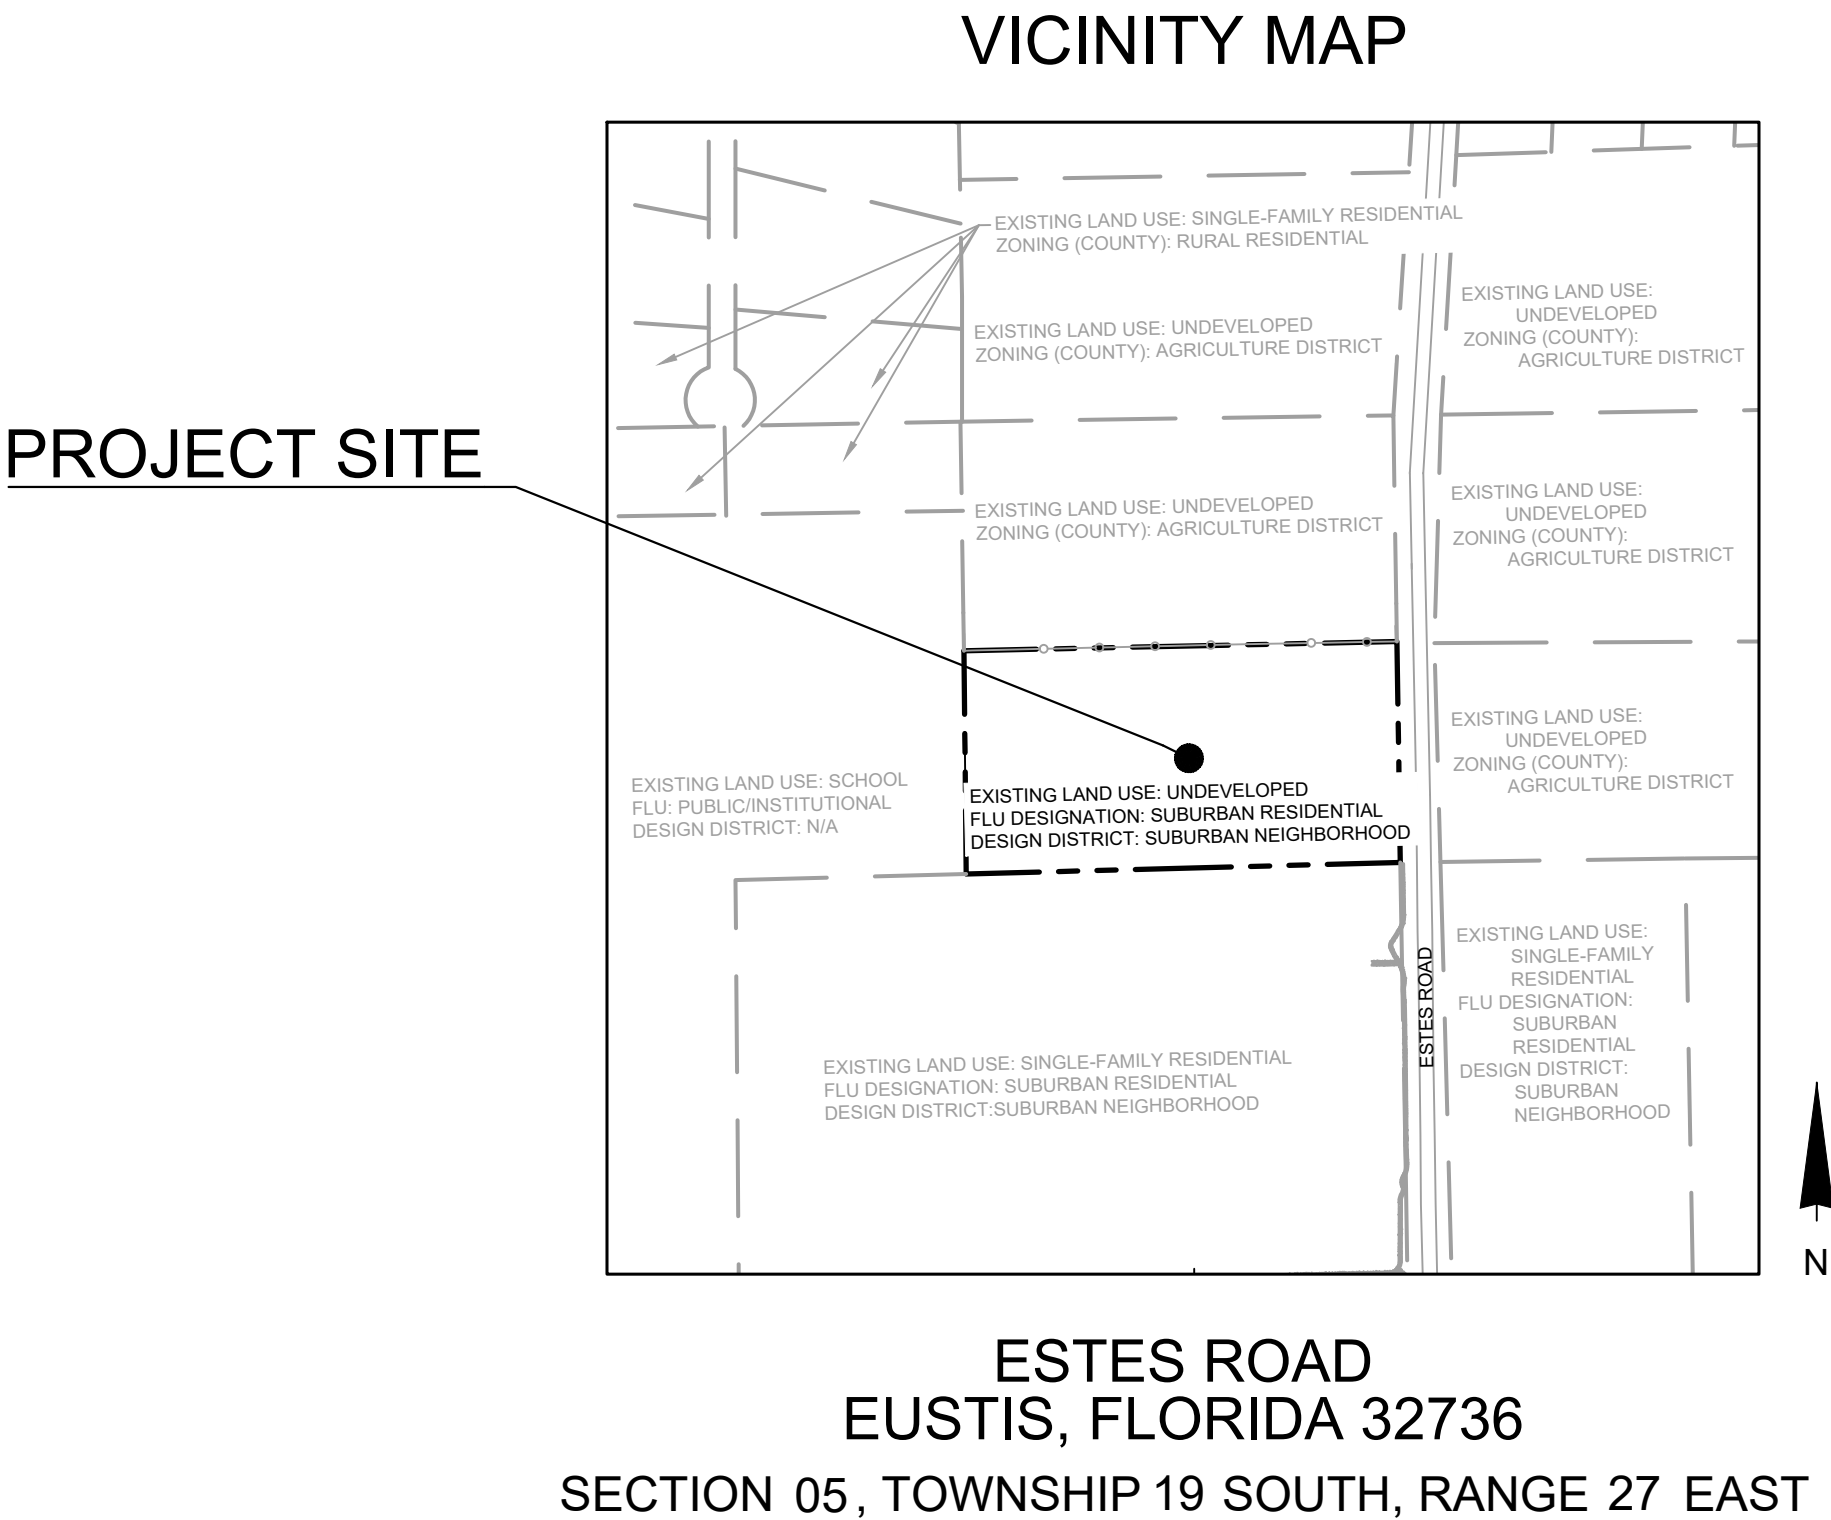 VICINITY MAP
EXISTING LAND USE: SINGLE-FAMILY RESIDENTIAL
ZONING (COUNTY): RURAL RESIDENTIAL
EXISTING LAND USE:
UNDEVELOPED
ZONING (COUNTY):
AGRICULTURE DISTRICT
EXISTING LAND USE: UNDEVELOPED
ZONING (COUNTY): AGRICULTURE DISTRICT
PROJECT SITE
EXISTING LAND USE: UNDEVELOPED
ZONING (COUNTY): AGRICULTURE DISTRICT
EXISTING LAND USE:
UNDEVELOPED
ZONING (COUNTY):
AGRICULTURE DISTRICT
EXISTING LAND USE:
UNDEVELOPED
ZONING (COUNTY):
AGRICULTURE DISTRICT
EXISTING LAND USE: SCHOOL
FLU: PUBLIC/INSTITUTIONAL
DESIGN DISTRICT: N/A
EXISTING LAND USE: UNDEVELOPED
FLU DESIGNATION: SUBURBAN RESIDENTIAL
DESIGN DISTRICT: SUBURBAN NEIGHBORHOOD
EXISTING LAND USE:
SINGLE-FAMILY
RESIDENTIAL
FLU DESIGNATION:
SUBURBAN
RESIDENTIAL
DESIGN DISTRICT:
SUBURBAN
NEIGHBORHOOD
ESTES ROAD
EXISTING LAND USE: SINGLE-FAMILY RESIDENTIAL
FLU DESIGNATION: SUBURBAN RESIDENTIAL
DESIGN DISTRICT:SUBURBAN NEIGHBORHOOD
N
ESTES ROAD
EUSTIS, FLORIDA 32736
SECTION 05, TOWNSHIP 19 SOUTH, RANGE 27 EAST